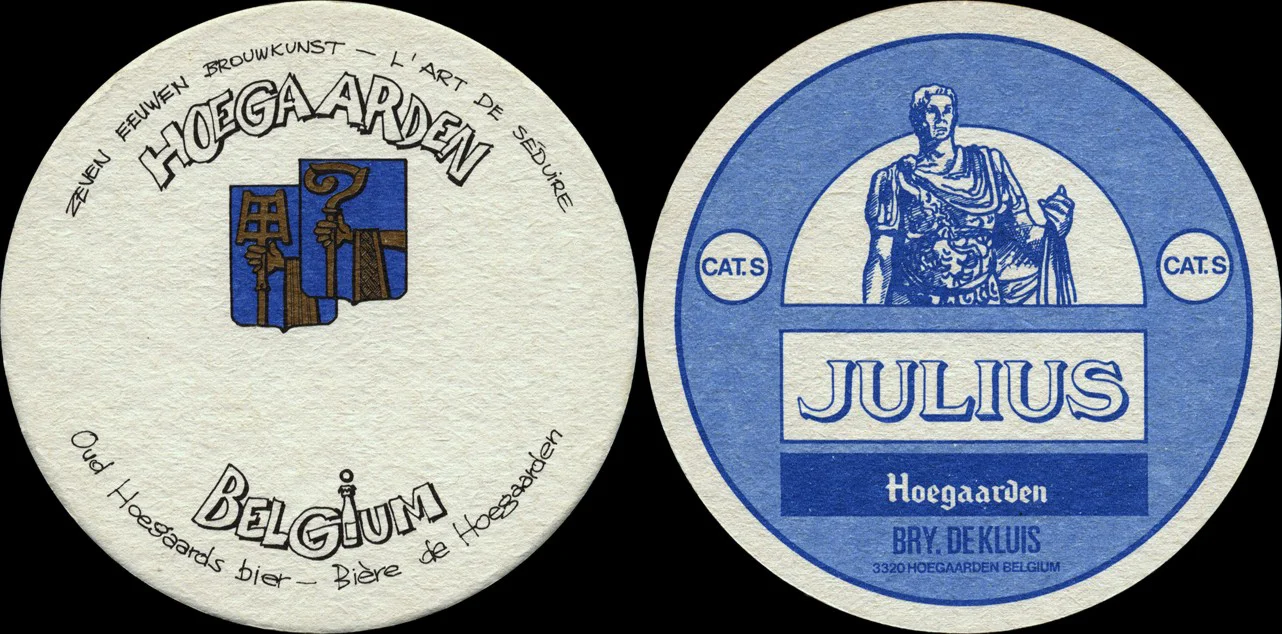 ZEVEN EEUWEN BROUWKUNST — L'ART DE SÉDUIRE
HOEGAARDEN
BELGiUM
Oud Hoegaards bier — Bière de Hoegaarden
CAT. S
CAT. S
JULIUS
Hoegaarden
BRY. DE KLUIS
3320 HOEGAARDEN BELGIUM